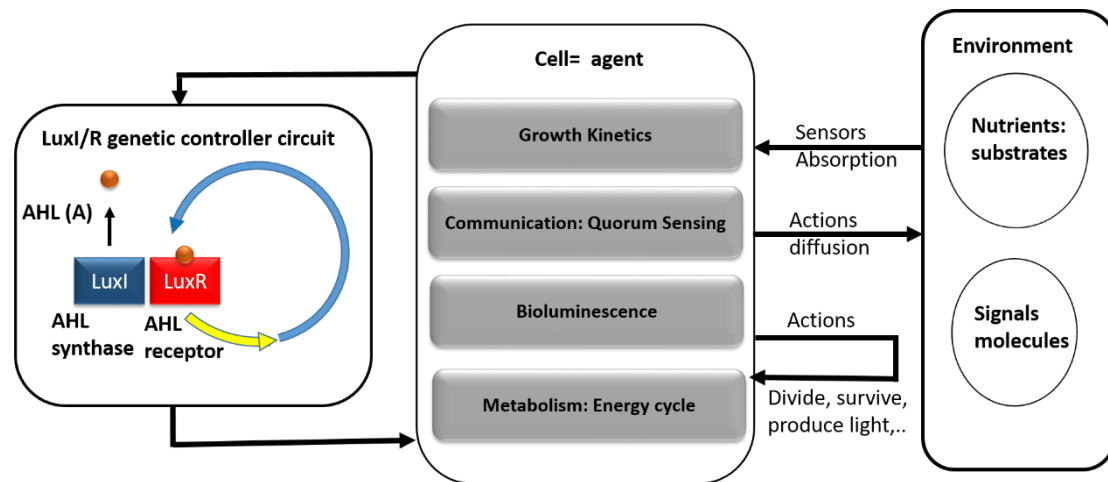 LuxI/R genetic controller circuit
AHL (A)
LuxI
LuxR
AHL
synthase
AHL
receptor
Cell= agent
Growth Kinetics
Communication: Quorum Sensing
Bioluminescence
Metabolism: Energy cycle
Sensors
Absorption
Actions
diffusion
Actions
Divide, survive,
produce light,..
Environment
Nutrients:
substrates
Signals
molecules